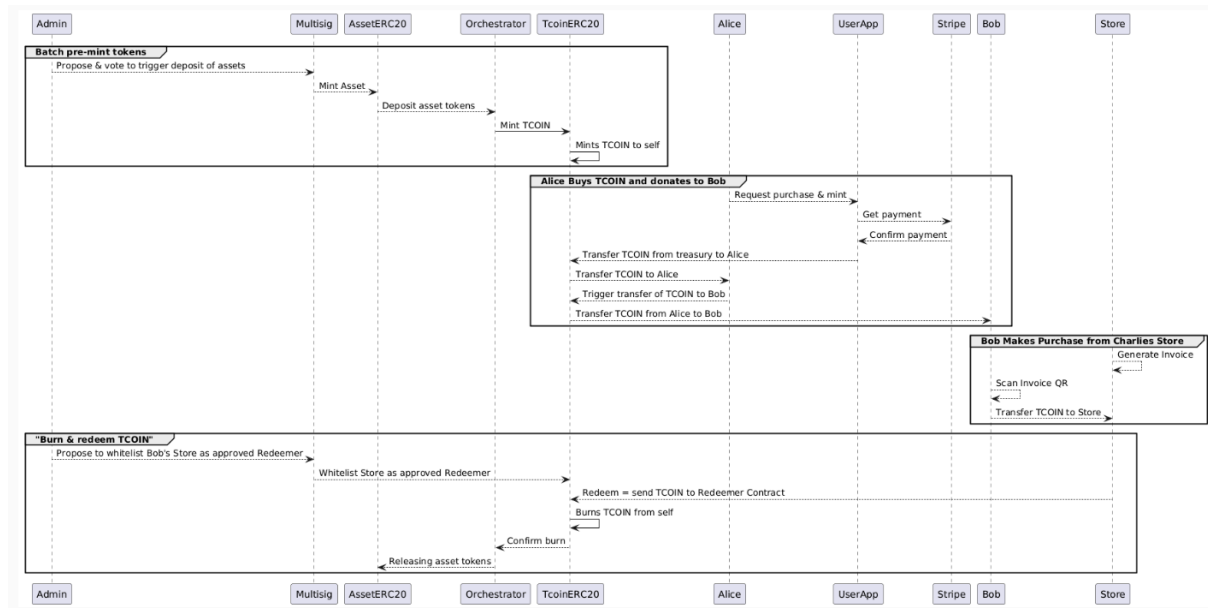 Admin
Multisig
AssetERC20
Orchestrator
TcoinERC20
Alice
UserApp
Stripe
Bob
Store
Batch pre-mint tokens
Propose & vote to trigger deposit of assets
Mint Asset
Deposit asset tokens
Mint TCOIN
Mints TCOIN to self
Alice Buys TCOIN and donates to Bob
Request purchase & mint
Get payment
Confirm payment
Transfer TCOIN from treasury to Alice
Transfer TCOIN to Alice
Trigger transfer of TCOIN to Bob
Transfer TCOIN from Alice to Bob
Bob Makes Purchase from Charlies Store
Generate Invoice
Scan Invoice QR
Transfer TCOIN to Store
"Burn & redeem TCOIN"
Propose to whitelist Bob's Store as approved Redeemer
Whitelist Store as approved Redeemer
Redeem = send TCOIN to Redeemer Contract
Burns TCOIN from self
Confirm burn
Releasing asset tokens
Admin
Multisig
AssetERC20
Orchestrator
TcoinERC20
Alice
UserApp
Stripe
Bob
Store